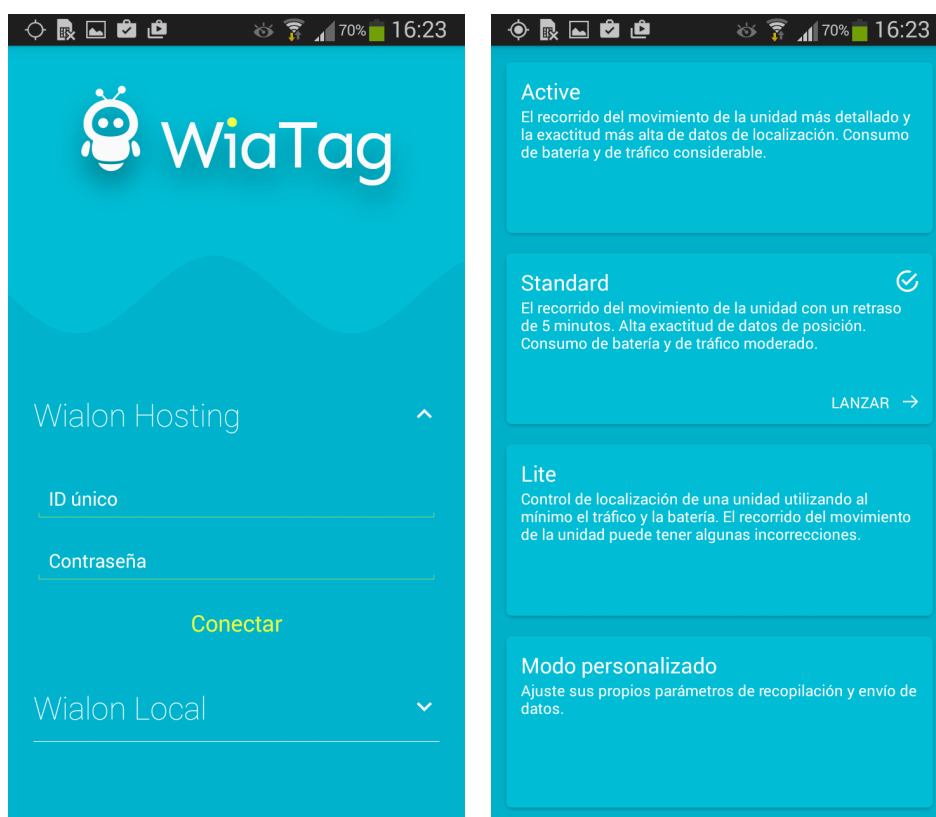 70% 16:23
WiaTag
Wialon Hosting
ID único
Contraseña
Conectar
Wialon Local
70% 16:23
Active
El recorrido del movimiento de la unidad más detallado y
la exactitud más alta de datos de localización. Consumo
de batería y de tráfico considerable.
Standard
El recorrido del movimiento de la unidad con un retraso
de 5 minutos. Alta exactitud de datos de posición.
Consumo de batería y de tráfico moderado.
LANZAR
Lite
Control de localización de una unidad utilizando al
mínimo el tráfico y la batería. El recorrido del movimiento
de la unidad puede tener algunas incorrecciones.
Modo personalizado
Ajuste sus propios parámetros de recopilación y envío de
datos.